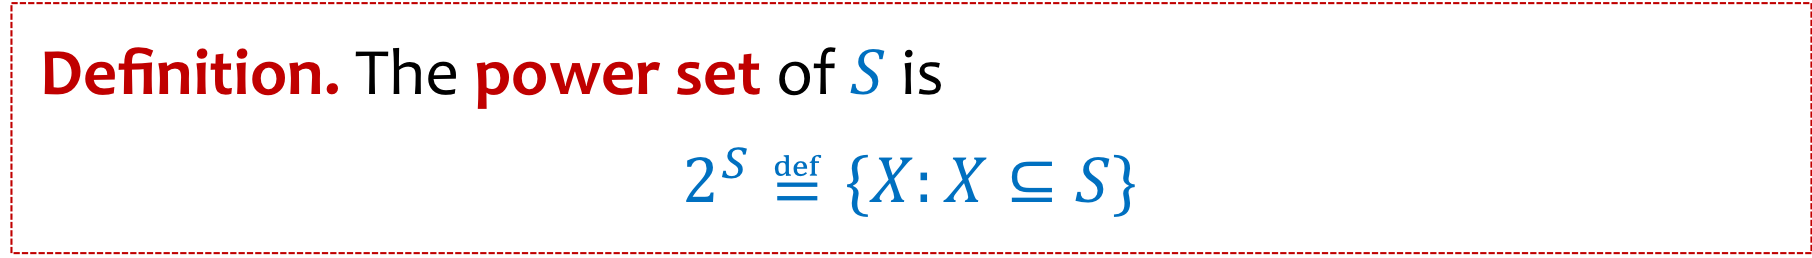 Definition. The power set of S is
2^S ≝ {X: X ⊆ S}